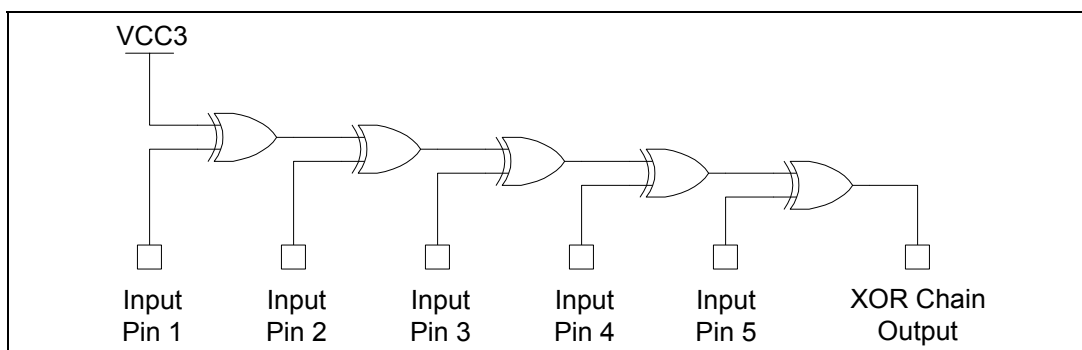 VCC3
Input
Pin 1
Input
Pin 2
Input
Pin 3
Input
Pin 4
Input
Pin 5
XOR Chain
Output